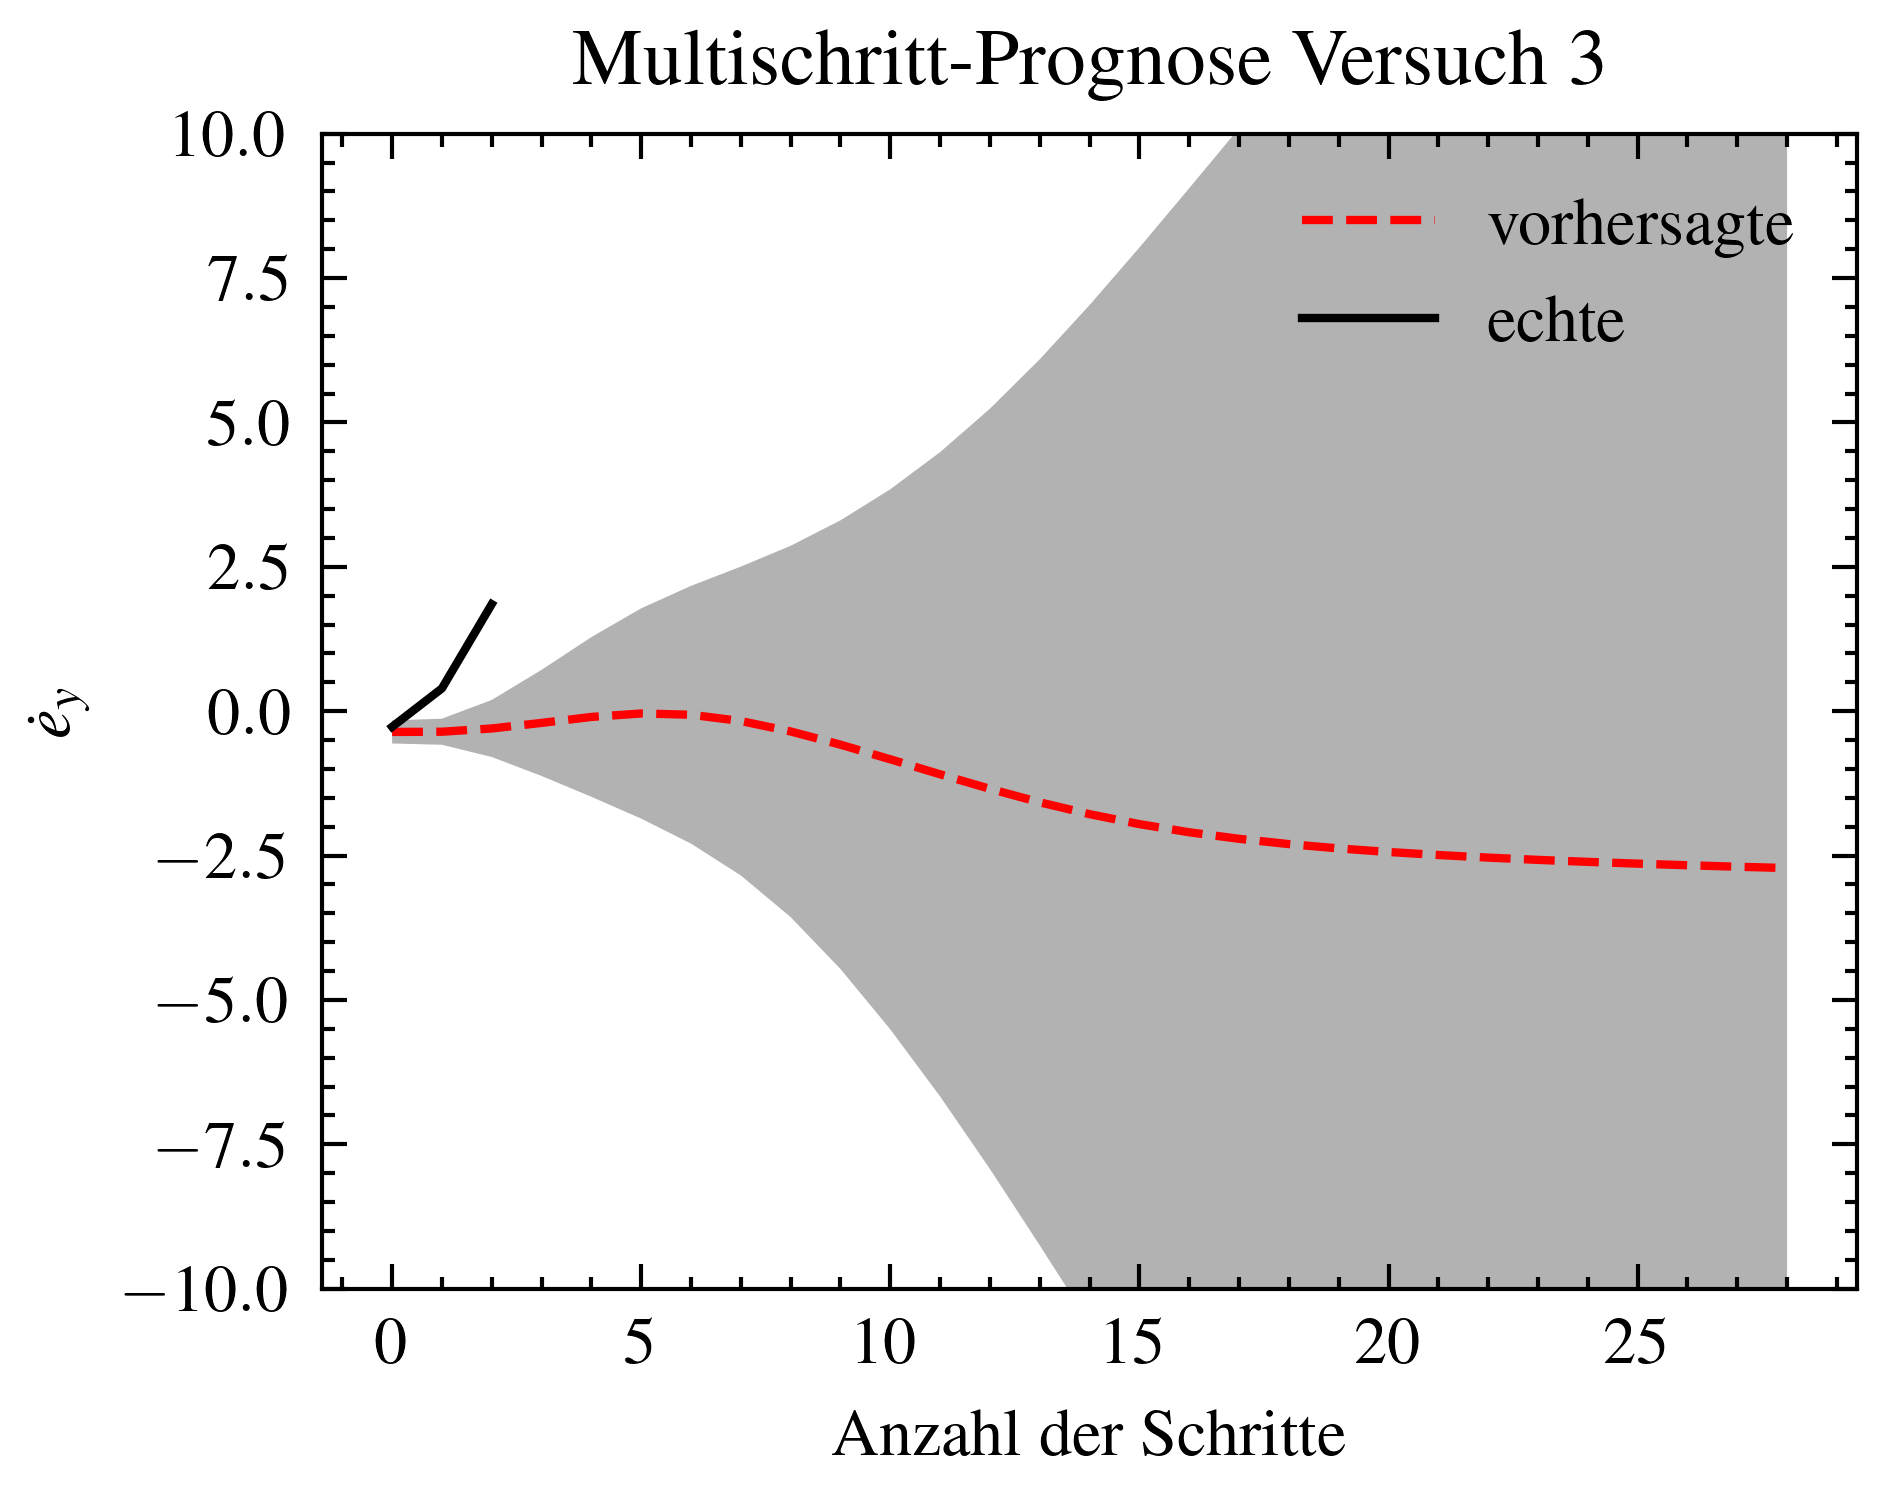 Multischritt-Prognose Versuch 3
10.0
7.5
5.0
2.5
0.0
−2.5
−5.0
−7.5
−10.0
ė_y
vorhersagte
echte
0 5 10 15 20 25
Anzahl der Schritte